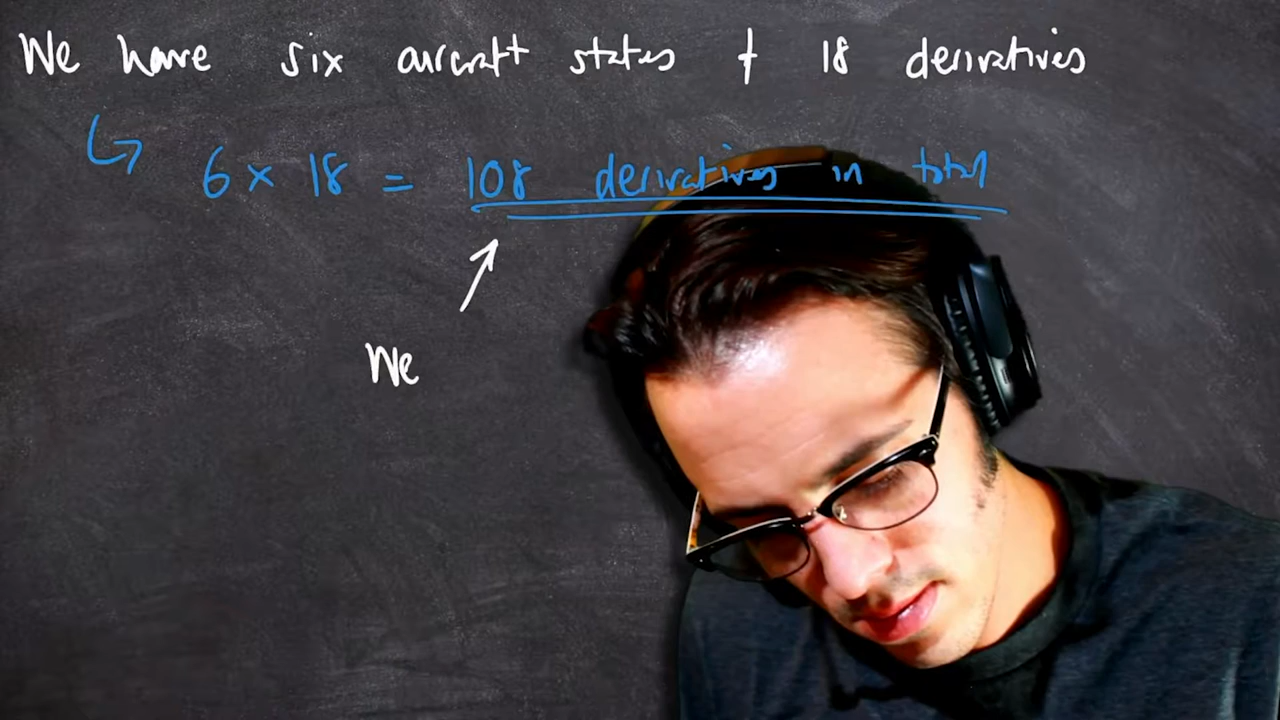 We have six aircraft states + 18 derivatives
↳ 6 × 18 = 108 derivatives in total
We